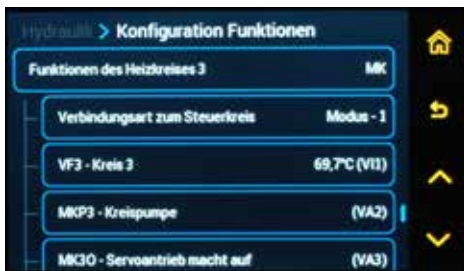 Hydraulik > Konfiguration Funktionen
Funktionen des Heizkreises 3 MK
Verbindungsart zum Steuerkreis Modus - 1
VF3 - Kreis 3 69,7°C (VI1)
MKP3 - Kreispumpe (VA2)
MK3O - Servoantrieb macht auf (VA3)